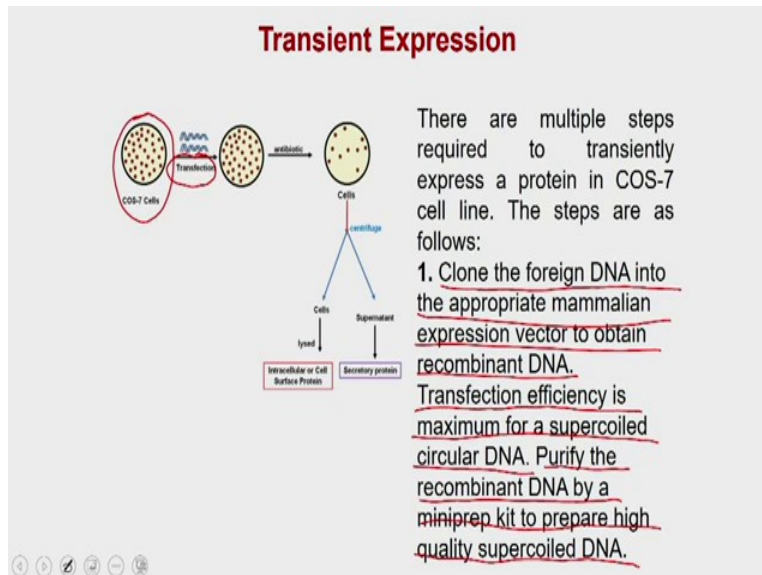 Transient Expression
There are multiple steps
required to transiently
express a protein in COS-7
cell line. The steps are as
follows:
1. Clone the foreign DNA into
the appropriate mammalian
expression vector to obtain
recombinant DNA.
Transfection efficiency is
maximum for a supercoiled
circular DNA. Purify the
recombinant DNA by a
miniprep kit to prepare high
quality supercoiled DNA.
COS-7 Cells
Transfection
antibiotic
Cells
centrifuge
Cells
Supernatant
lysed
Intracellular or Cell
Surface Protein
Secretory protein